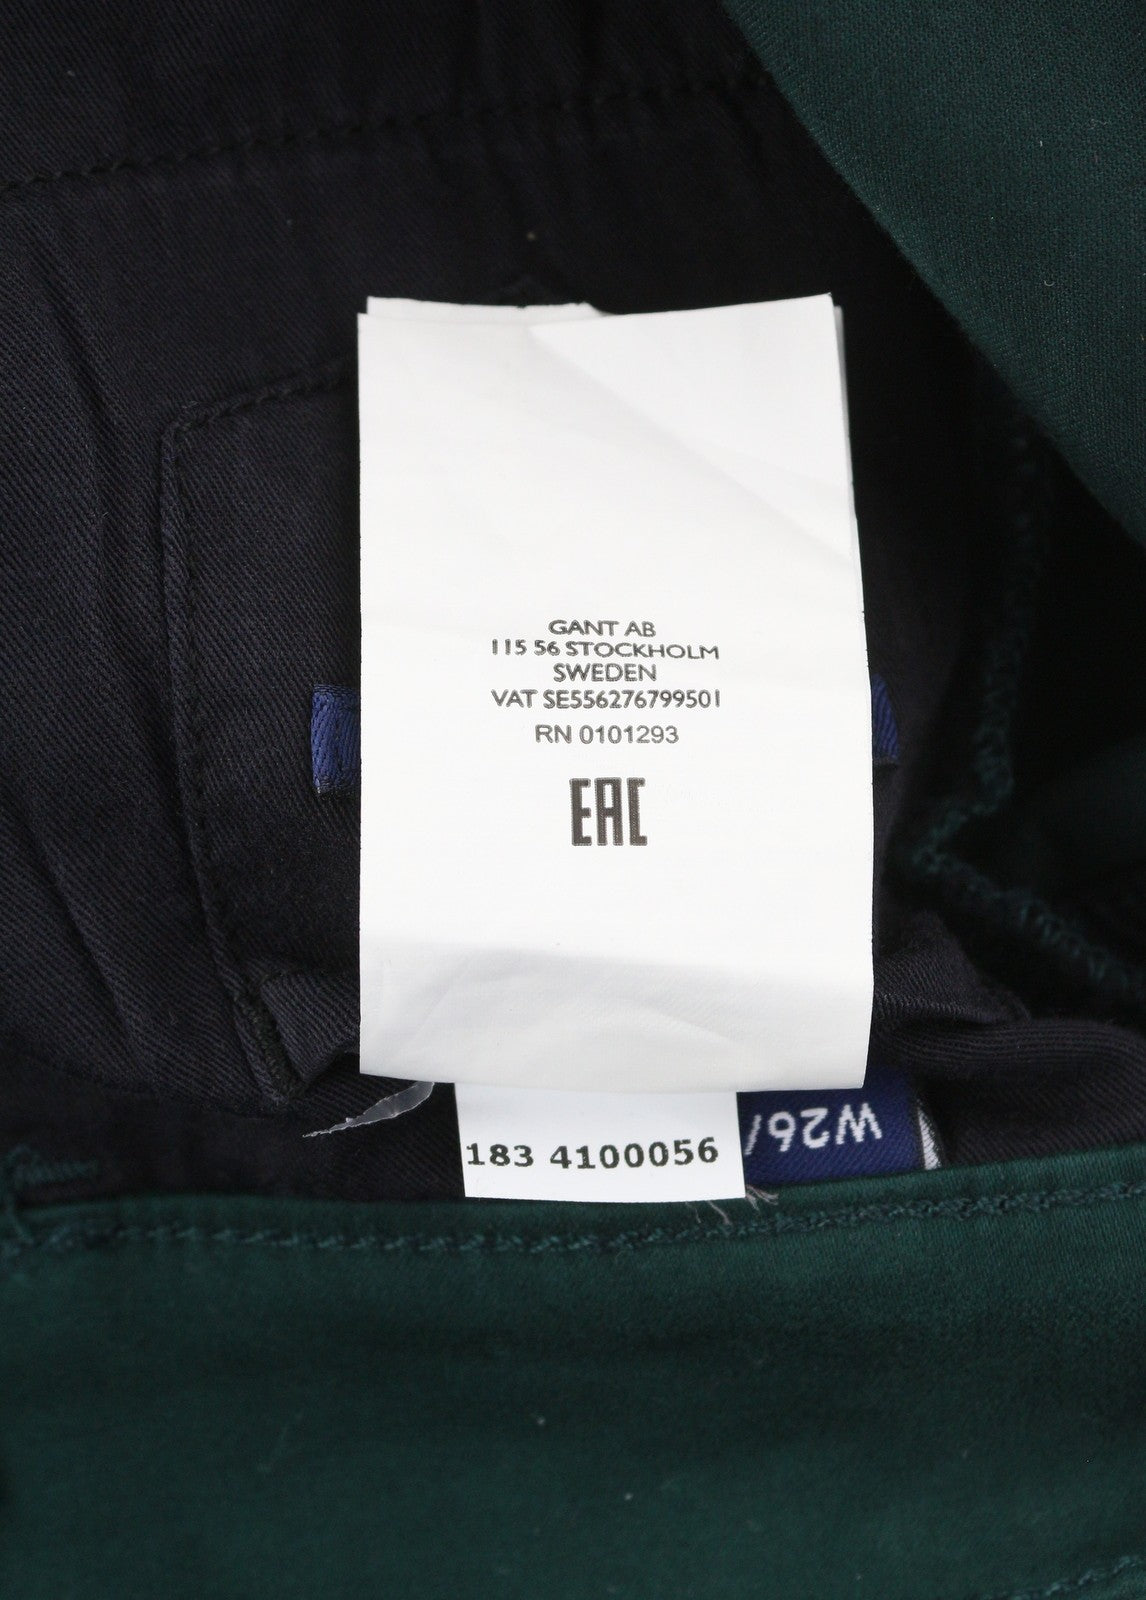 GANT AB
115 56 STOCKHOLM
SWEDEN
VAT SE556276799501
RN 0101293
EAC
183 4100056
W26/